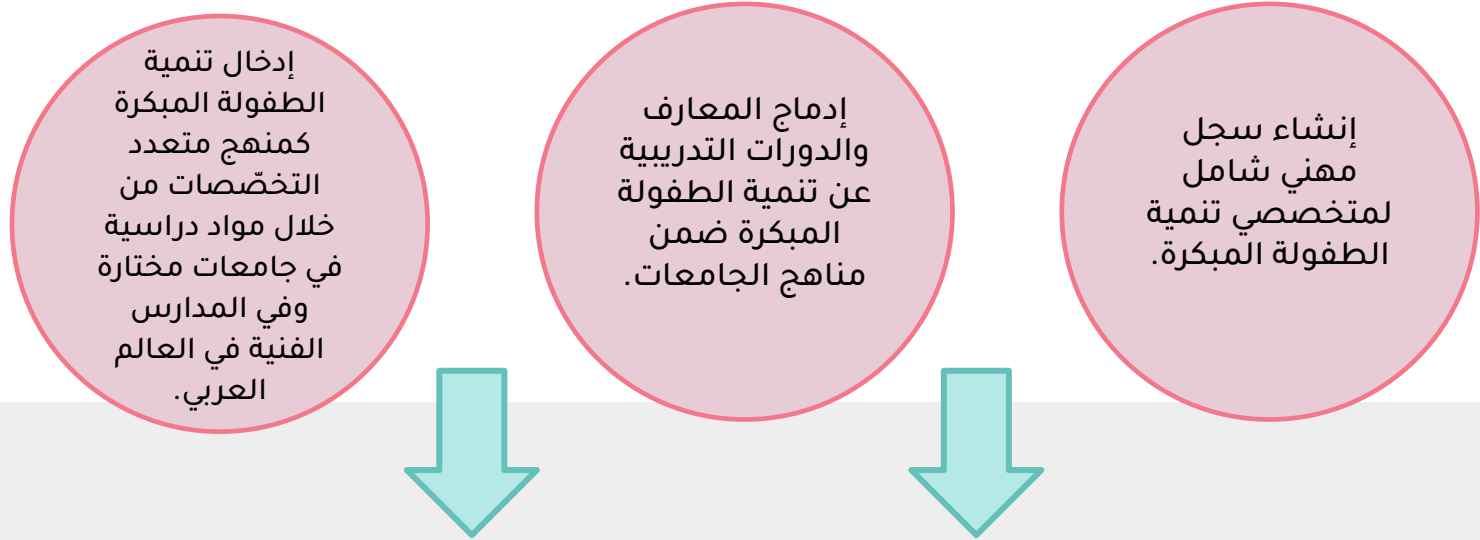 إنشاء سجل
مهني شامل
لمتخصصي تنمية
الطفولة المبكرة.
إدماج المعارف
والدورات التدريبية
عن تنمية الطفولة
المبكرة ضمن
مناهج الجامعات.
إدخال تنمية
الطفولة المبكرة
كمنهج متعدد
التخصّصات من
خلال مواد دراسية
في جامعات مختارة
وفي المدارس
الفنية في العالم
العربي.